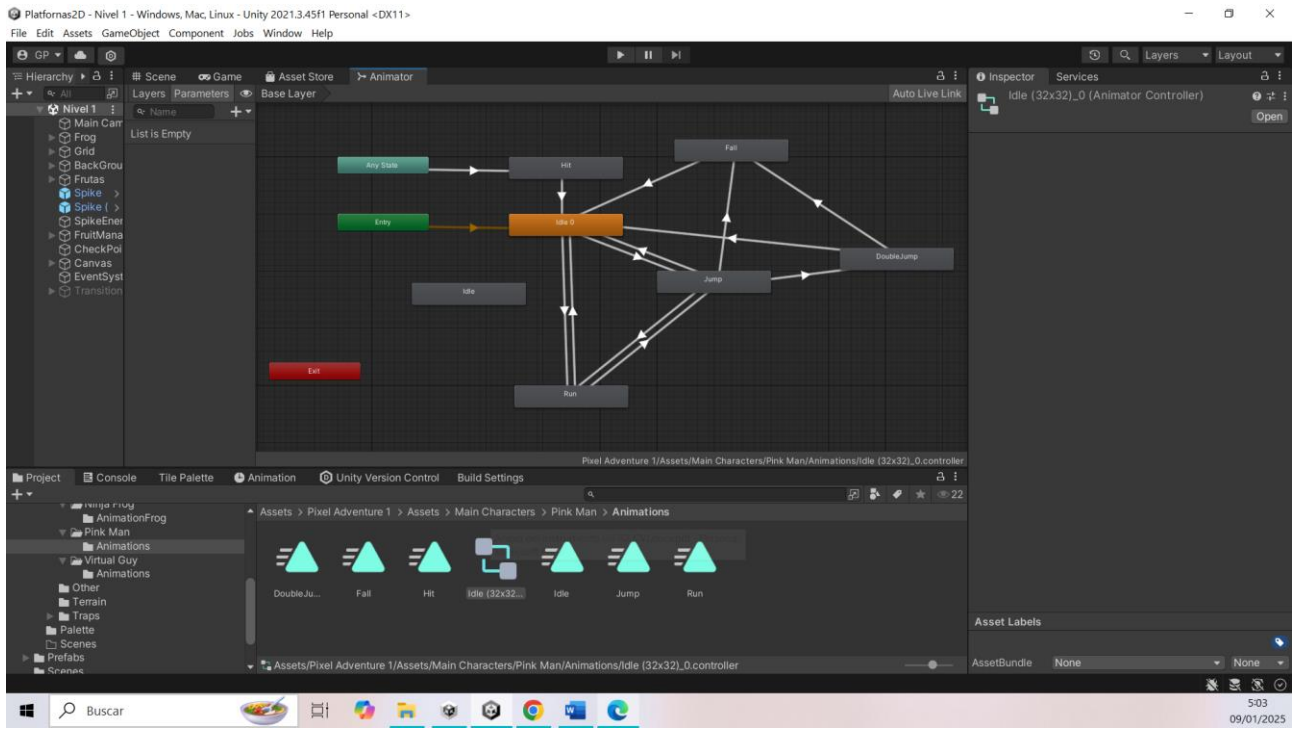 Platfornas2D - Nivel 1 - Windows, Mac, Linux - Unity 2021.3.45f1 Personal <DX11>
File Edit Assets GameObject Component Jobs Window Help
GP
Layers Layout
Hierarchy
Scene Game Asset Store Animator
Inspector Services
All
Layers Parameters Base Layer Auto Live Link
Idle (32x32)_0 (Animator Controller)
Open
Nivel 1
Main Cam
Frog
Grid
BackGrou
Frutas
Spike
Spike (
SpikeEner
FruitMana
CheckPoi
Canvas
EventSyst
Transition
Name
List is Empty
Fall
Any State
Hit
Entry
Idle 0
DoubleJump
Jump
Idle
Exit
Run
Pixel Adventure 1/Assets/Main Characters/Pink Man/Animations/Idle (32x32)_0.controller
Project Console Tile Palette Animation Unity Version Control Build Settings
22
Ninja Frog
AnimationFrog
Pink Man
Animations
Virtual Guy
Animations
Other
Terrain
Traps
Palette
Scenes
Prefabs
Scenes
Assets > Pixel Adventure 1 > Assets > Main Characters > Pink Man > Animations
DoubleJu... Fall Hit Idle (32x32... Idle Jump Run
Assets/Pixel Adventure 1/Assets/Main Characters/Pink Man/Animations/Idle (32x32)_0.controller
Asset Labels
AssetBundle None None
Buscar
5:03
09/01/2025